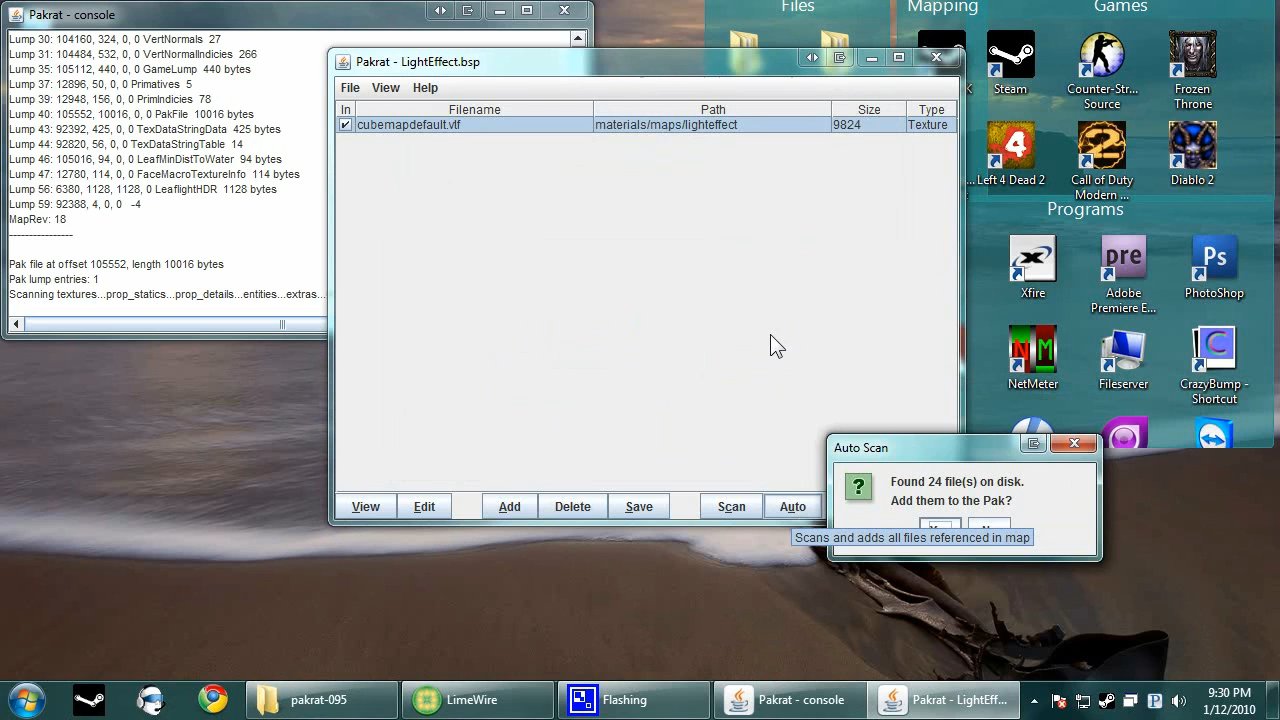 Pakrat - console
Lump 30: 104160, 324, 0, 0 VertNormals 27
Lump 31: 104484, 532, 0, 0 VertNormalIndicies 266
Lump 35: 105112, 440, 0, 0 GameLump 440 bytes
Lump 37: 12896, 50, 0, 0 Primatives 5
Lump 39: 12948, 156, 0, 0 PrimIndicies 78
Lump 40: 105552, 10016, 0, 0 PakFile 10016 bytes
Lump 43: 92392, 425, 0, 0 TexDataStringData 425 bytes
Lump 44: 92820, 56, 0, 0 TexDataStringTable 14
Lump 46: 105016, 94, 0, 0 LeafMinDistToWater 94 bytes
Lump 47: 12780, 114, 0, 0 FaceMacroTextureInfo 114 bytes
Lump 56: 6380, 1128, 1128, 0 LeaflightHDR 1128 bytes
Lump 59: 92388, 4, 0, 0 -4
MapRev: 18
----------------
Pak file at offset 105552, length 10016 bytes
Pak lump entries: 1
Scanning textures...prop_statics...prop_details...entities...extras...
Pakrat - LightEffect.bsp
File View Help
In Filename Path Size Type
cubemapdefault.vtf materials/maps/lighteffect 9824 Texture
View Edit Add Delete Save Scan Auto
Auto Scan
Found 24 file(s) on disk.
Add them to the Pak?
Scans and adds all files referenced in map
Files
Mapping
Games
Steam
Counter-Str...
Source
Frozen
Throne
Left 4 Dead 2
Call of Duty
Modern ...
Diablo 2
Programs
Xfire
pre
Adobe
Premiere E...
Ps
PhotoShop
NetMeter
Fileserver
CrazyBump -
Shortcut
pakrat-095
LimeWire
Flashing
Pakrat - console
Pakrat - LightEff...
9:30 PM
1/12/2010